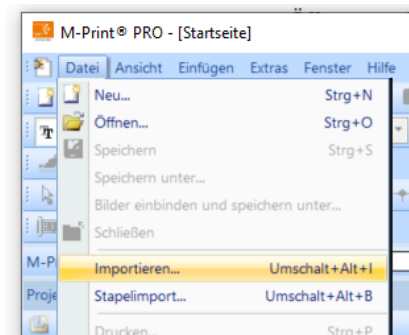 M-Print® PRO - [Startseite]
Datei Ansicht Einfügen Extras Fenster Hilfe
Neu... Strg+N
Öffnen... Strg+O
Speichern Strg+S
Speichern unter...
Bilder einbinden und speichern unter...
Schließen
Importieren... Umschalt+Alt+I
Stapelimport... Umschalt+Alt+B
Drucken... Strg+P